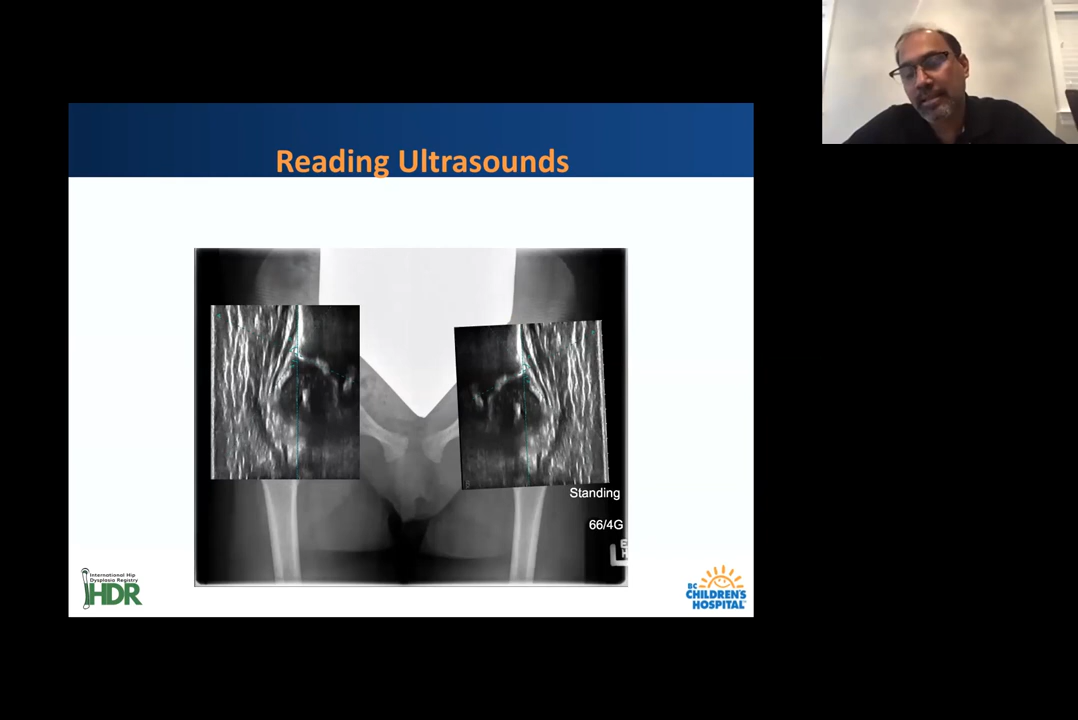 Reading Ultrasounds
Standing
66/4G
International Hip
Dysplasia Registry
IHDR
BC
CHILDREN'S
HOSPITAL